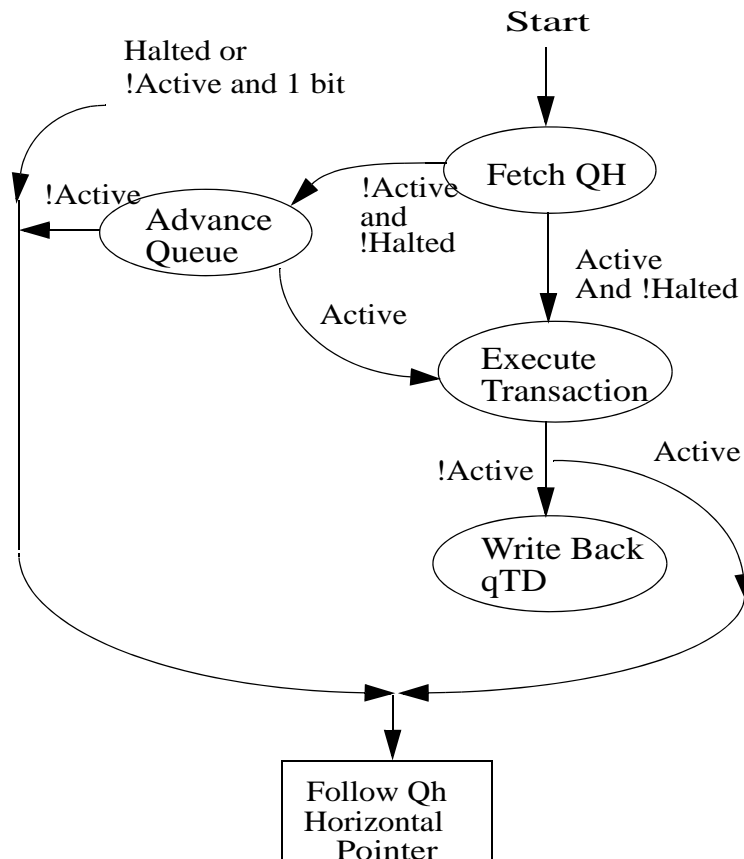 Start
Halted or
!Active and 1 bit
Fetch QH
!Active
and
!Halted
!Active
Advance
Queue
Active
And !Halted
Active
Execute
Transaction
!Active
Active
Write Back
qTD
Follow Qh
Horizontal
Pointer